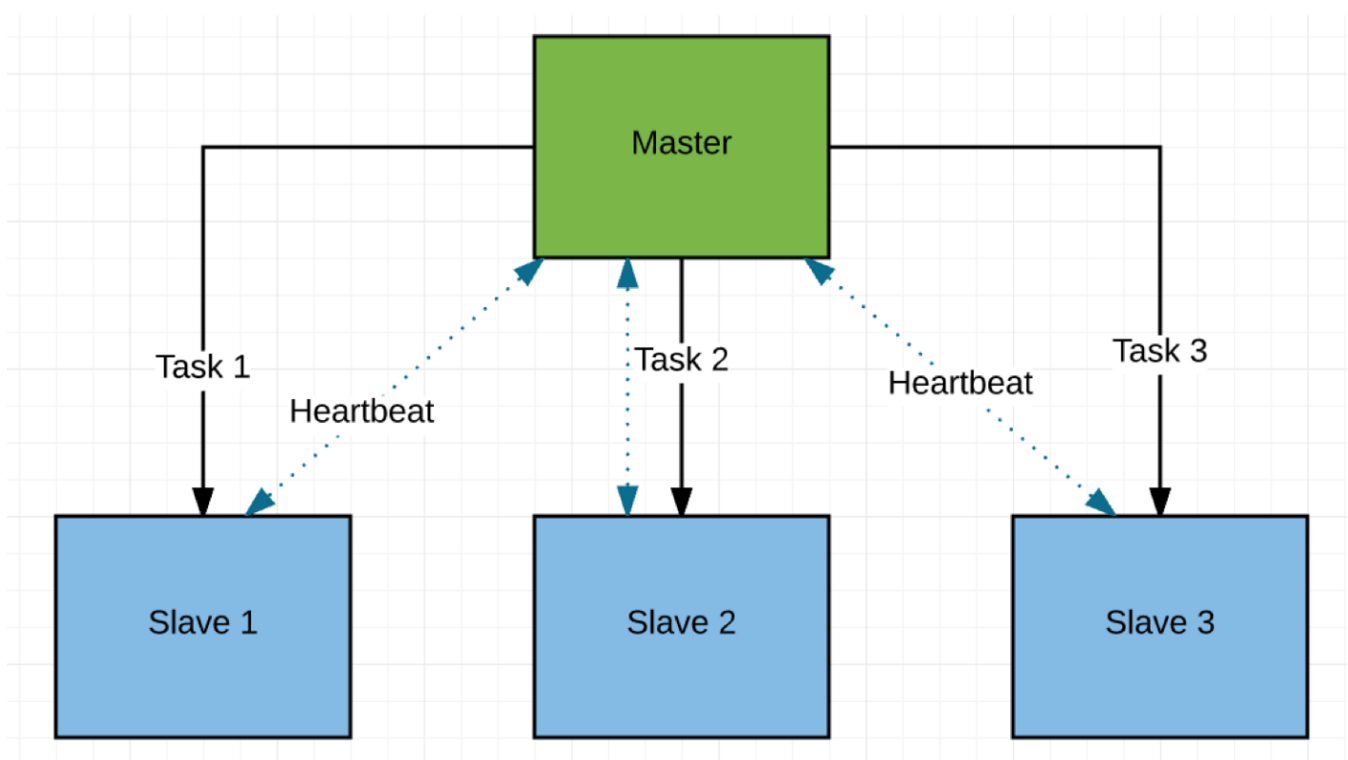 Master
Task 1
Task 2
Task 3
Heartbeat
Heartbeat
Slave 1
Slave 2
Slave 3